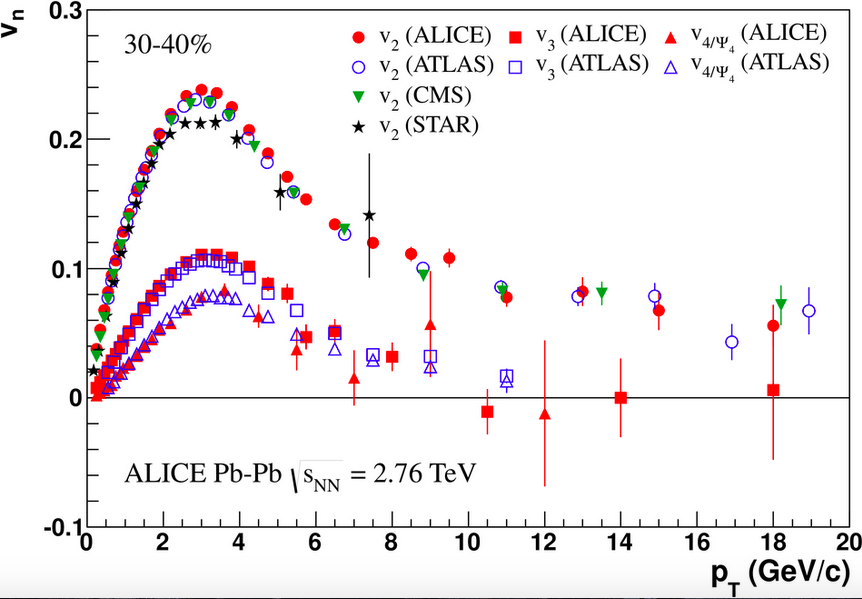 vn
0.3
0.2
0.1
0
-0.1
30-40%
v2 (ALICE) v3 (ALICE) v4/Ψ4 (ALICE)
v2 (ATLAS) v3 (ATLAS) v4/Ψ4 (ATLAS)
v2 (CMS)
v2 (STAR)
ALICE Pb-Pb √sNN = 2.76 TeV
0 2 4 6 8 10 12 14 16 18 20
pT (GeV/c)